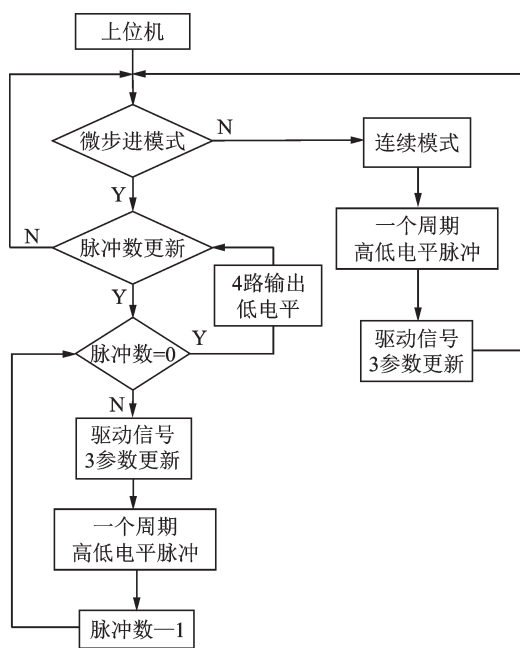 上位机
微步进模式
N
Y
连续模式
一个周期
高低电平脉冲
驱动信号
3参数更新
脉冲数更新
N
Y
4路输出
低电平
脉冲数=0
Y
N
驱动信号
3参数更新
一个周期
高低电平脉冲
脉冲数—1